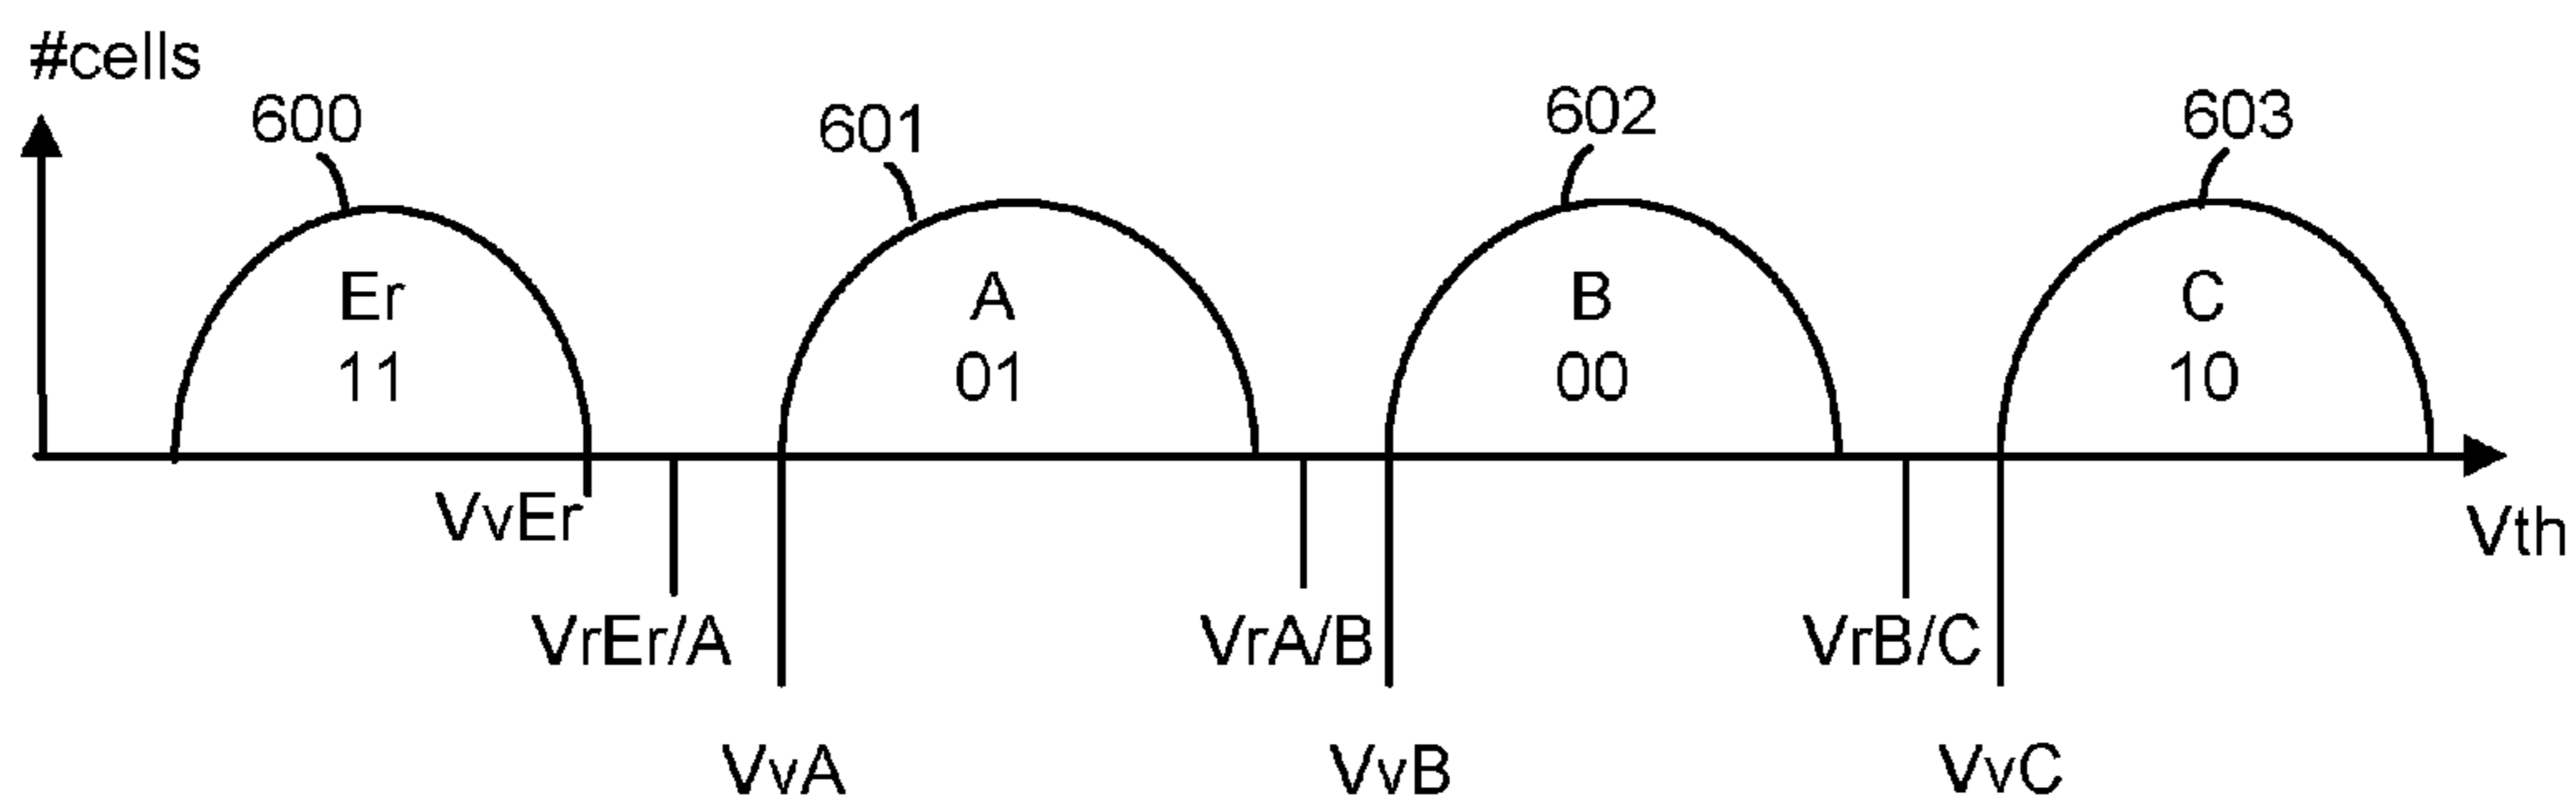 #cells
600
601
602
603
Er
11
A
01
B
00
C
10
VvEr
Vth
VrEr/A
VrA/B
VrB/C
VvA
VvB
VvC